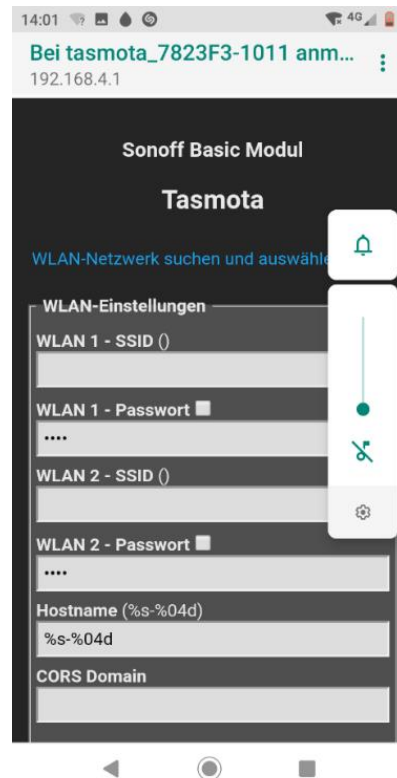 14:01 4G
Bei tasmota_7823F3-1011 anm...
192.168.4.1
Sonoff Basic Modul
Tasmota
WLAN-Netzwerk suchen und auswähle
WLAN-Einstellungen
WLAN 1 - SSID ()
WLAN 1 - Passwort
••••
WLAN 2 - SSID ()
WLAN 2 - Passwort
••••
Hostname (%s-%04d)
%s-%04d
CORS Domain